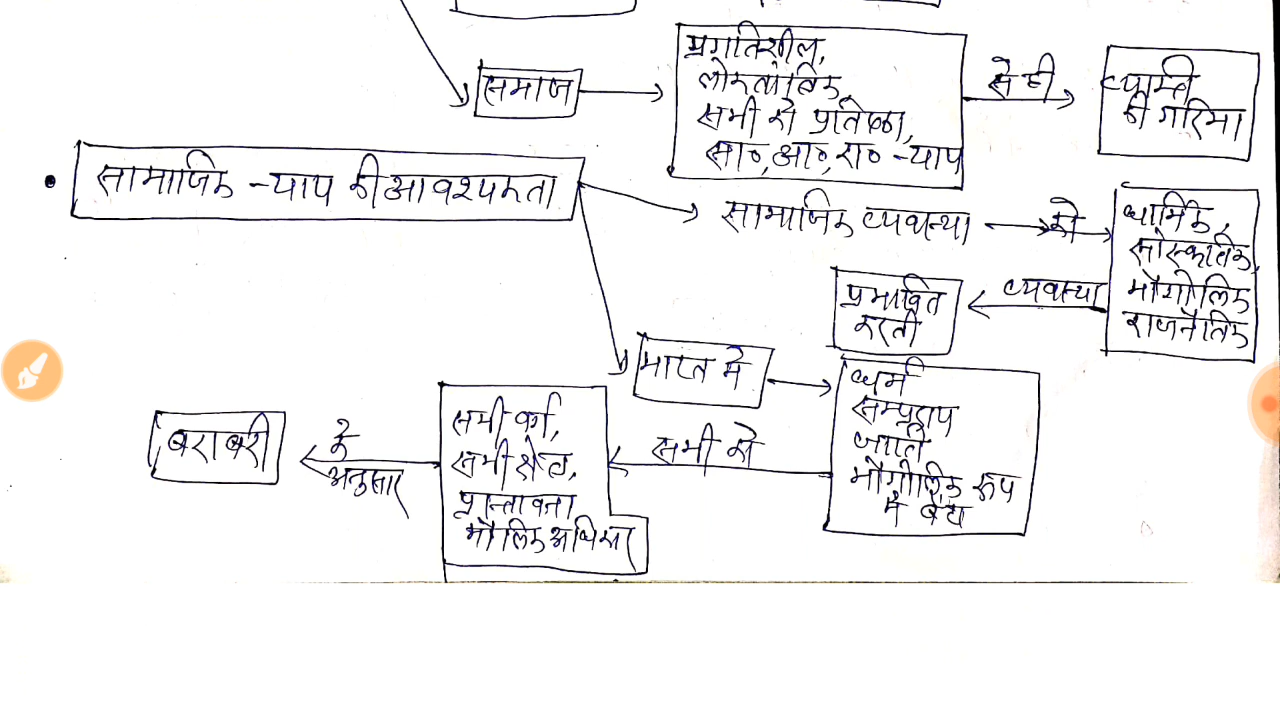 समाज
प्रगतिशील,
लोकतांत्रिक,
सभी को प्रतिष्ठा,
सा०, आ०, रा० न्याय
से ही
व्यक्ति
की गरिमा
सामाजिक न्याय की आवश्यकता
सामाजिक व्यवस्था
को
धार्मिक,
सांस्कृतिक,
भौगोलिक
राजनैतिक
व्यवस्था
प्रभावित
करती
भारत मे
धर्म
सम्प्रदाय
जाति
भौगोलिक रूप
में बँटा
सभी को
सभी वर्ग,
सभी क्षेत्र,
प्रस्तावना
मौलिक अधिकार
के
अनुसार
बराबरी